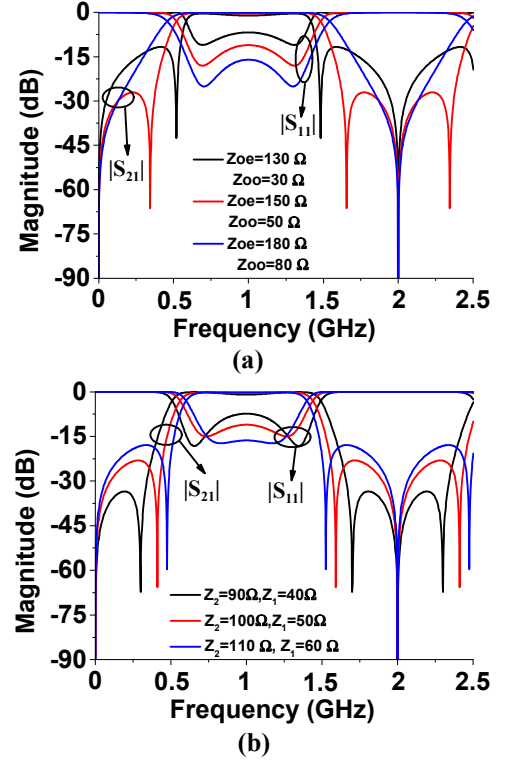 0
-15
-30
-45
-60
-75
-90
Magnitude (dB)
|S21|
|S11|
Zoe=130 Ω
Zoo=30 Ω
Zoe=150 Ω
Zoo=50 Ω
Zoe=180 Ω
Zoo=80 Ω
0 0.5 1 1.5 2 2.5
Frequency (GHz)
(a)
0
-15
-30
-45
-60
-75
-90
Magnitude (dB)
|S21|
|S11|
Z2=90Ω,Z1=40Ω
Z2=100Ω,Z1=50Ω
Z2=110 Ω, Z1=60 Ω
0 0.5 1 1.5 2 2.5
Frequency (GHz)
(b)